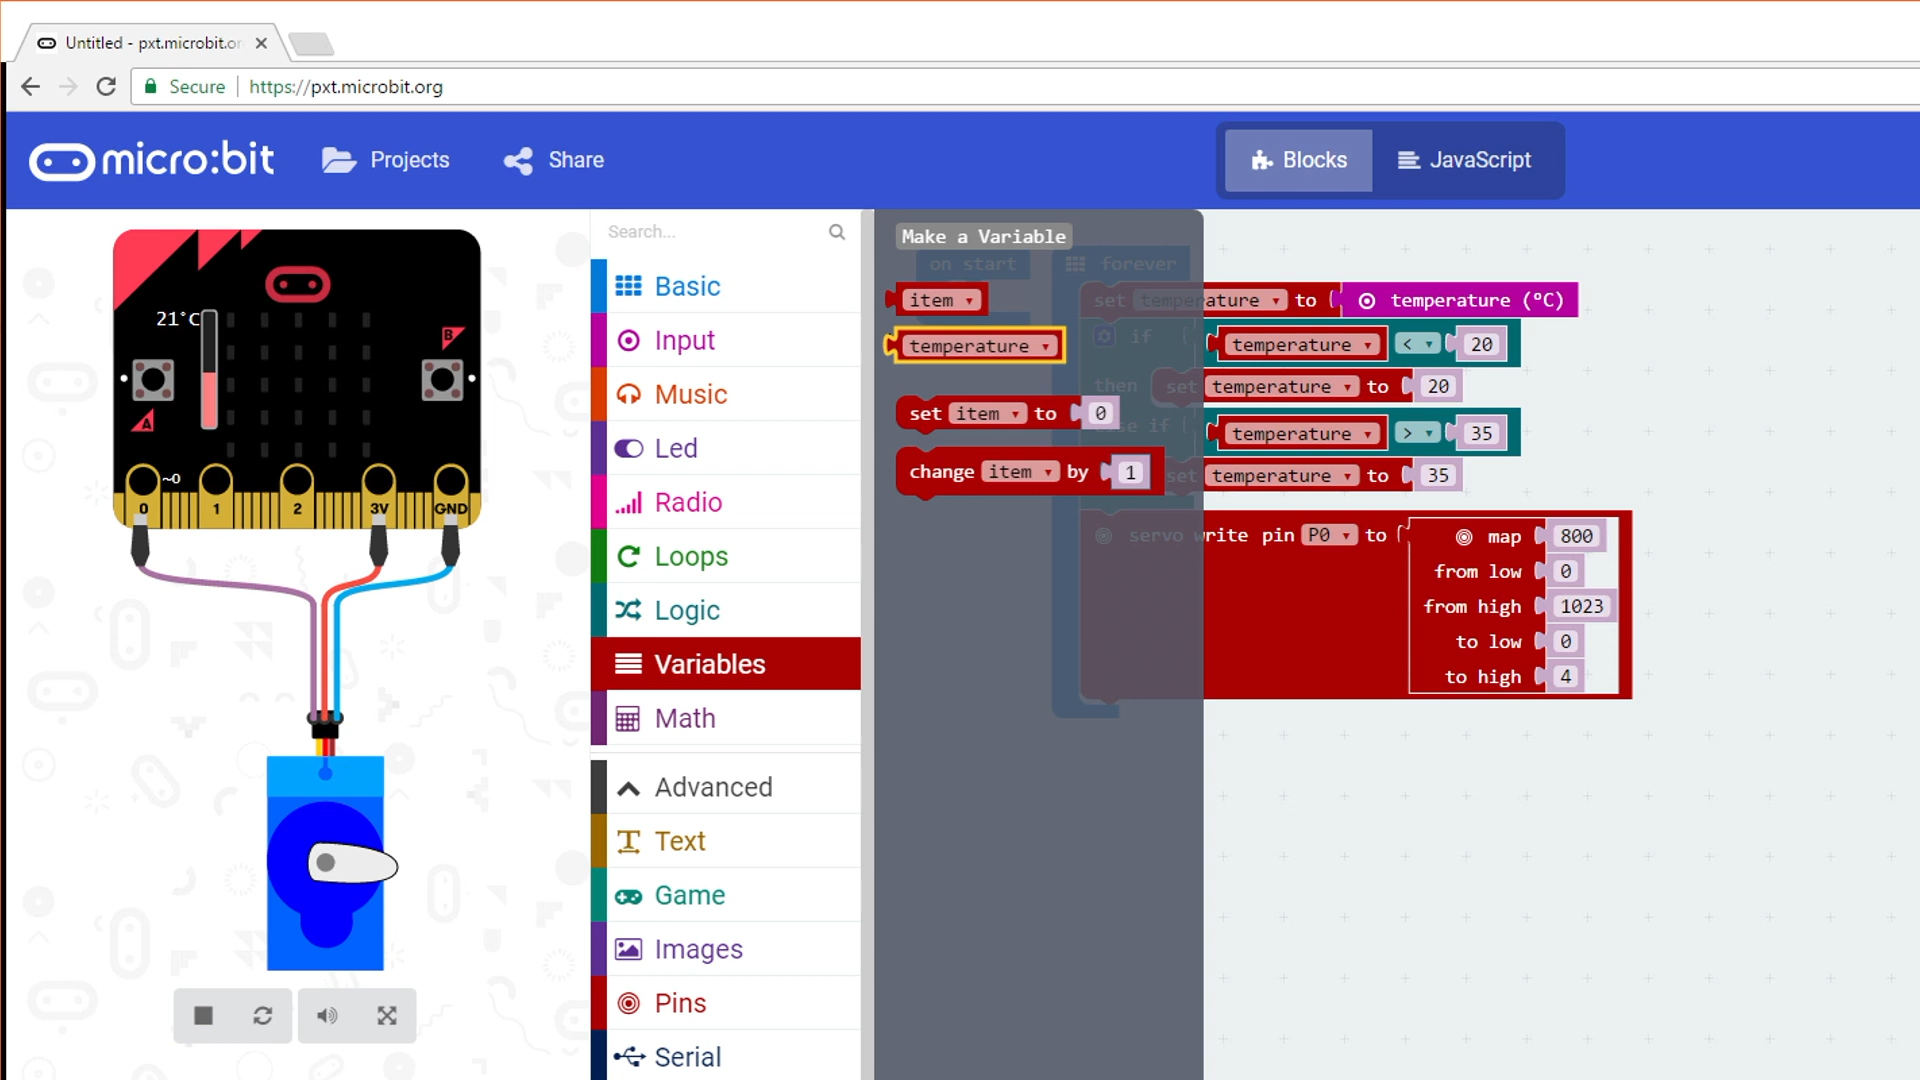 Untitled - pxt.microbit.or
Secure
https://pxt.microbit.org
micro:bit
Projects
Share
Blocks
JavaScript
21°C
B
A
~0
0
1
2
3V
GND
Search...
Basic
Input
Music
Led
Radio
Loops
Logic
Variables
Math
Advanced
Text
Game
Images
Pins
Serial
Make a Variable
item
temperature
set item to 0
change item by 1
on start
forever
set temperature to temperature (°C)
if temperature < 20
then set temperature to 20
else if temperature > 35
set temperature to 35
servo write pin P0 to map 800
from low 0
from high 1023
to low 0
to high 4